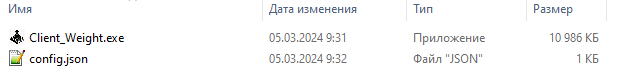 Имя Дата изменения Тип Размер
Client_Weight.exe 05.03.2024 9:31 Приложение 10 986 КБ
config.json 05.03.2024 9:32 Файл "JSON" 1 КБ